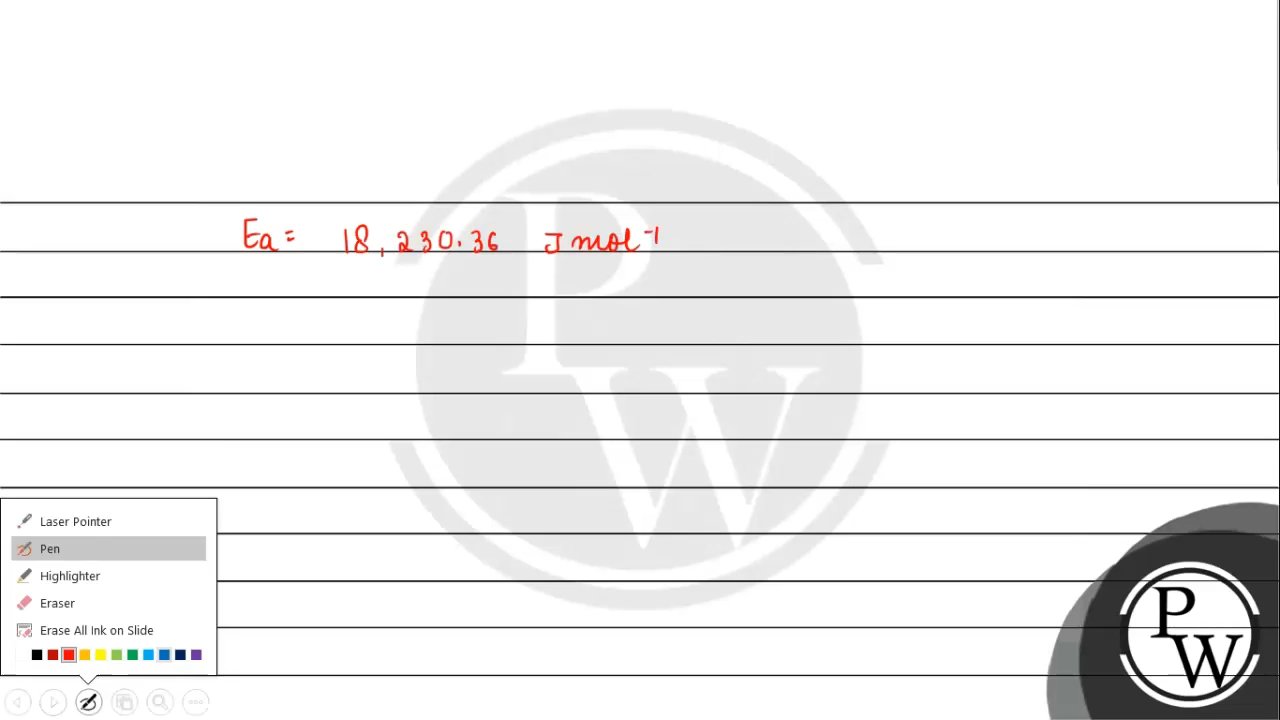 Ea = 18,230.36 J mol⁻¹
P
W
Laser Pointer
Pen
Highlighter
Eraser
Erase All Ink on Slide
P
W